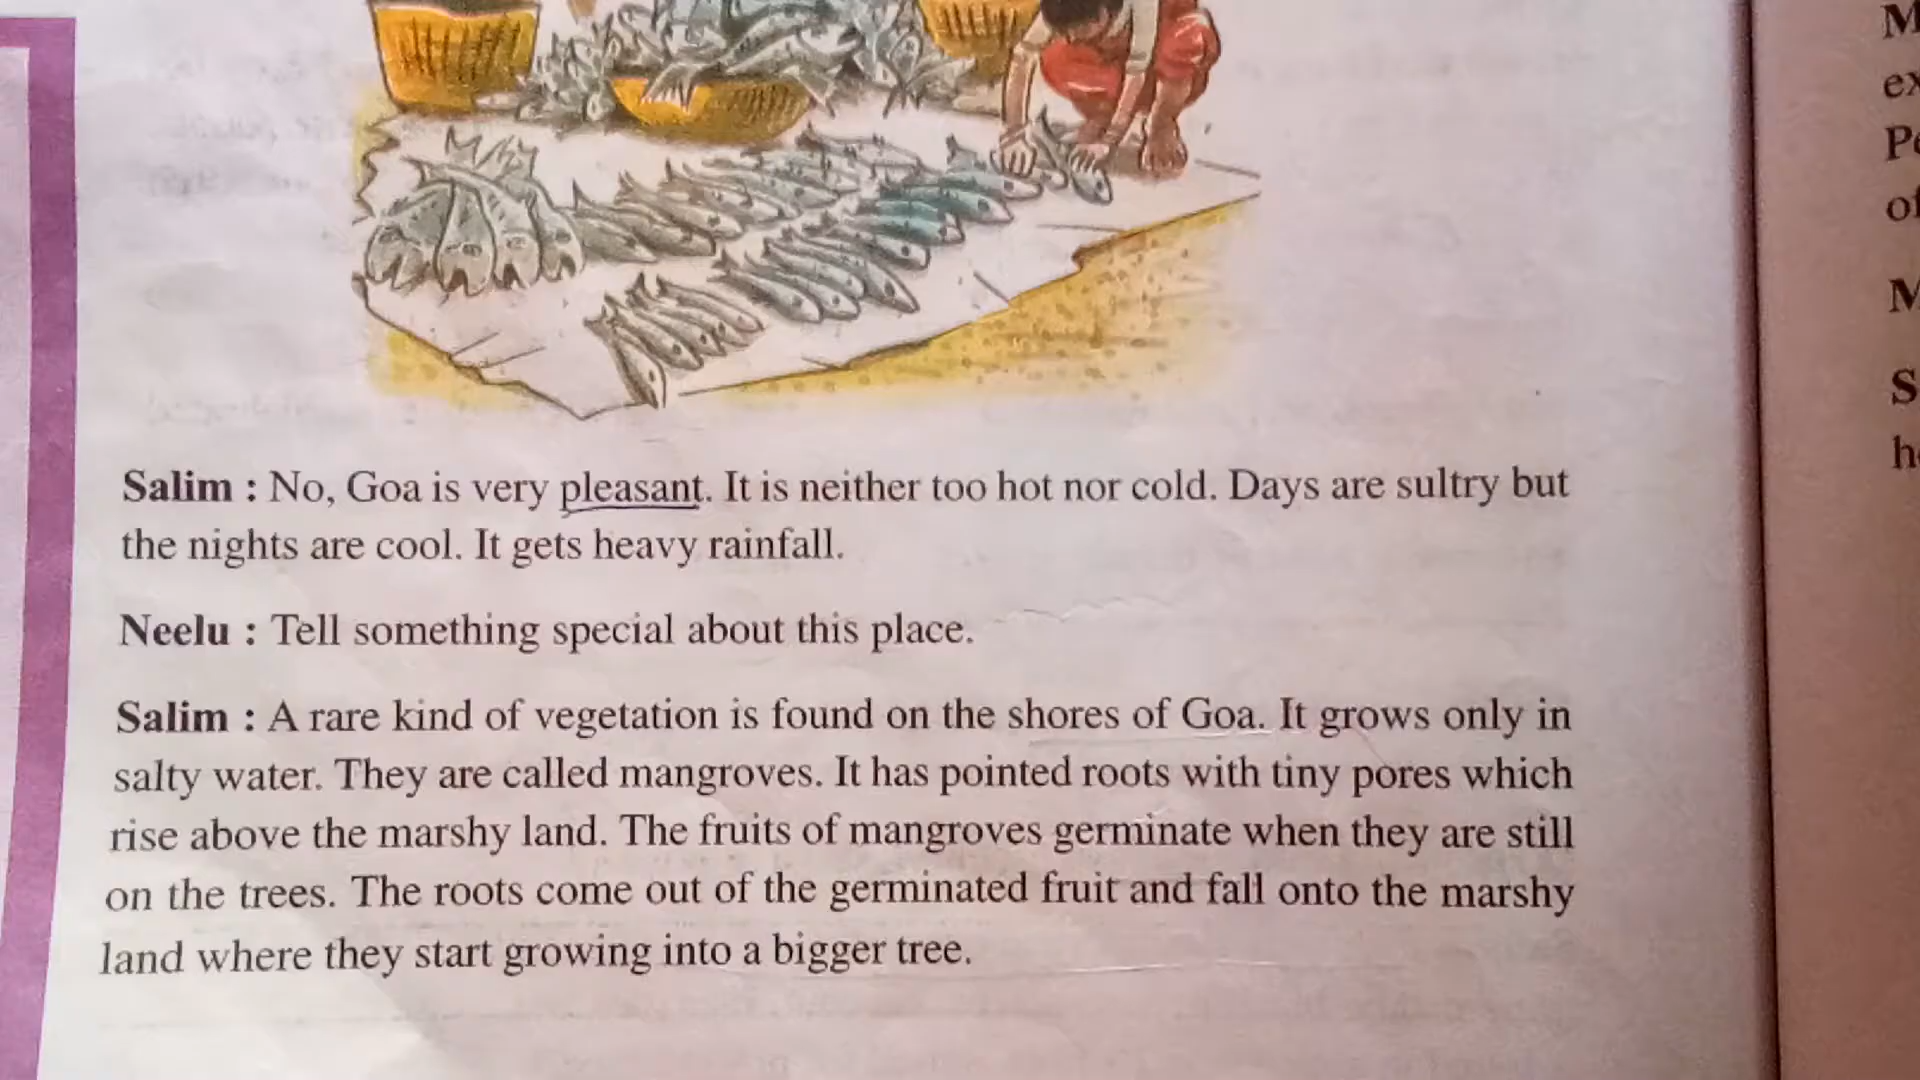 Salim : No, Goa is very pleasant. It is neither too hot nor cold. Days are sultry but
the nights are cool. It gets heavy rainfall.
Neelu : Tell something special about this place.
Salim : A rare kind of vegetation is found on the shores of Goa. It grows only in
salty water. They are called mangroves. It has pointed roots with tiny pores which
rise above the marshy land. The fruits of mangroves germinate when they are still
on the trees. The roots come out of the germinated fruit and fall onto the marshy
land where they start growing into a bigger tree.